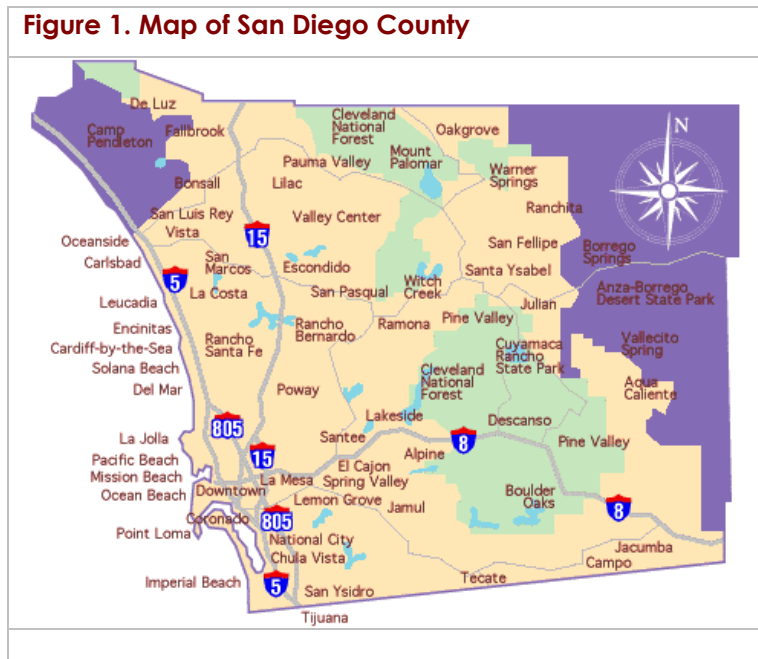 Figure 1. Map of San Diego County
De Luz
Camp
Pendleton
Fallbrook
Cleveland
National
Forest
Oakgrove
N
Mount
Palomar
Pauma Valley
Warner
Springs
Bonsall
Lilac
San Luis Rey
Vista
Valley Center
Ranchita
15
Oceanside
Carlsbad
San
Marcos
Escondido
San Fellipe
Borrego
Springs
5
La Costa
San Pasqual
Witch
Creek
Santa Ysabel
Anza-Borrego
Desert State Park
Leucadia
Julian
Encinitas
Rancho
Santa Fe
Rancho
Bernardo
Ramona
Pine Valley
Cardiff-by-the-Sea
Cuyamaca
Rancho
State Park
Vallecito
Spring
Solana Beach
Del Mar
Poway
Cleveland
National
Forest
Aqua
Caliente
805
Lakeside
Descanso
La Jolla
Santee
8
Pine Valley
15
Alpine
Pacific Beach
Mission Beach
Ocean Beach
El Cajon
La Mesa
Spring Valley
Downtown
Lemon Grove
Jamul
Boulder
Oaks
8
Coronado
805
Point Loma
National City
Chula Vista
Jacumba
Campo
Imperial Beach
5
San Ysidro
Tecate
Tijuana